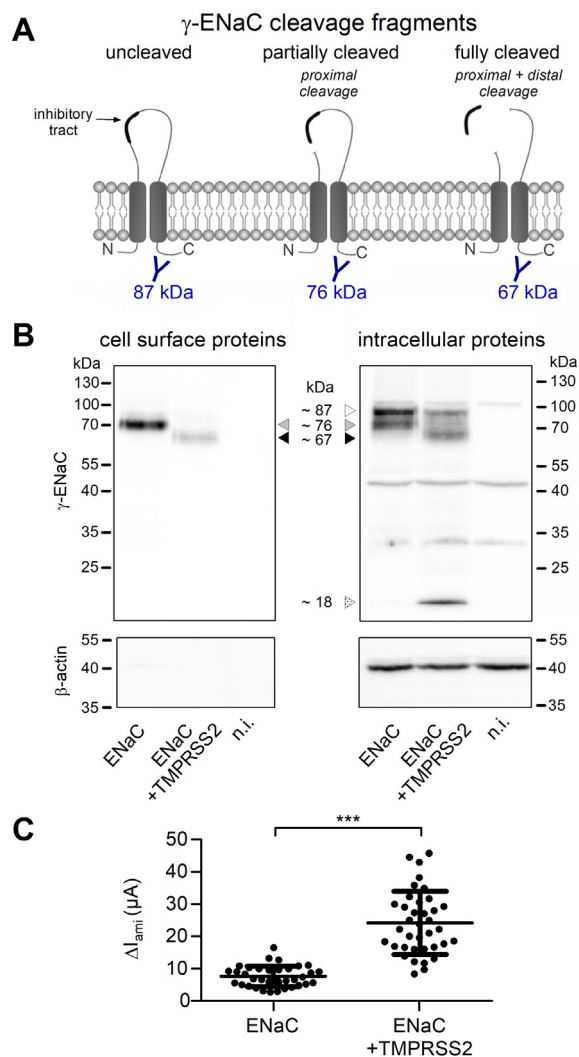 A
γ-ENaC cleavage fragments
uncleaved
partially cleaved
fully cleaved
proximal
cleavage
proximal + distal
cleavage
inhibitory
tract
N
C
N
C
N
C
87 kDa
76 kDa
67 kDa
B
cell surface proteins
intracellular proteins
kDa
130
100
70
55
40
35
25
γ-ENaC
kDa
~ 87
~ 76
~ 67
~ 18
kDa
130
100
70
55
40
35
25
β-actin
55
40
35
55
40
35
ENaC
ENaC
+TMPRSS2
n.i.
ENaC
ENaC
+TMPRSS2
n.i.
C
***
ΔIami (μA)
50
40
30
20
10
0
ENaC
ENaC
+TMPRSS2